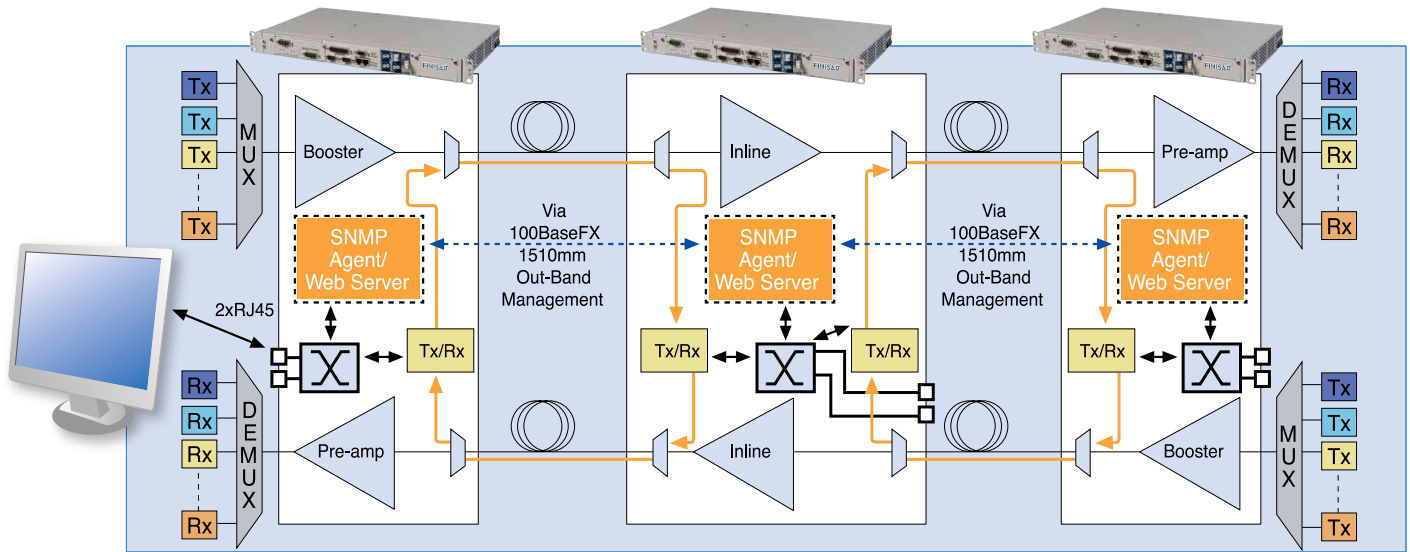 FINISAR
FINISAR
FINISAR
Tx
Tx
Tx
Tx
MUX
Booster
Inline
Pre-amp
DEMUX
Rx
Rx
Rx
Rx
SNMP
Agent/
Web Server
Via
100BaseFX
1510mm
Out-Band
Management
SNMP
Agent/
Web Server
Via
100BaseFX
1510mm
Out-Band
Management
SNMP
Agent/
Web Server
2xRJ45
Tx/Rx
Tx/Rx
Tx/Rx
Tx/Rx
Rx
Rx
Rx
Rx
DEMUX
Pre-amp
Inline
Booster
MUX
Tx
Tx
Tx
Tx